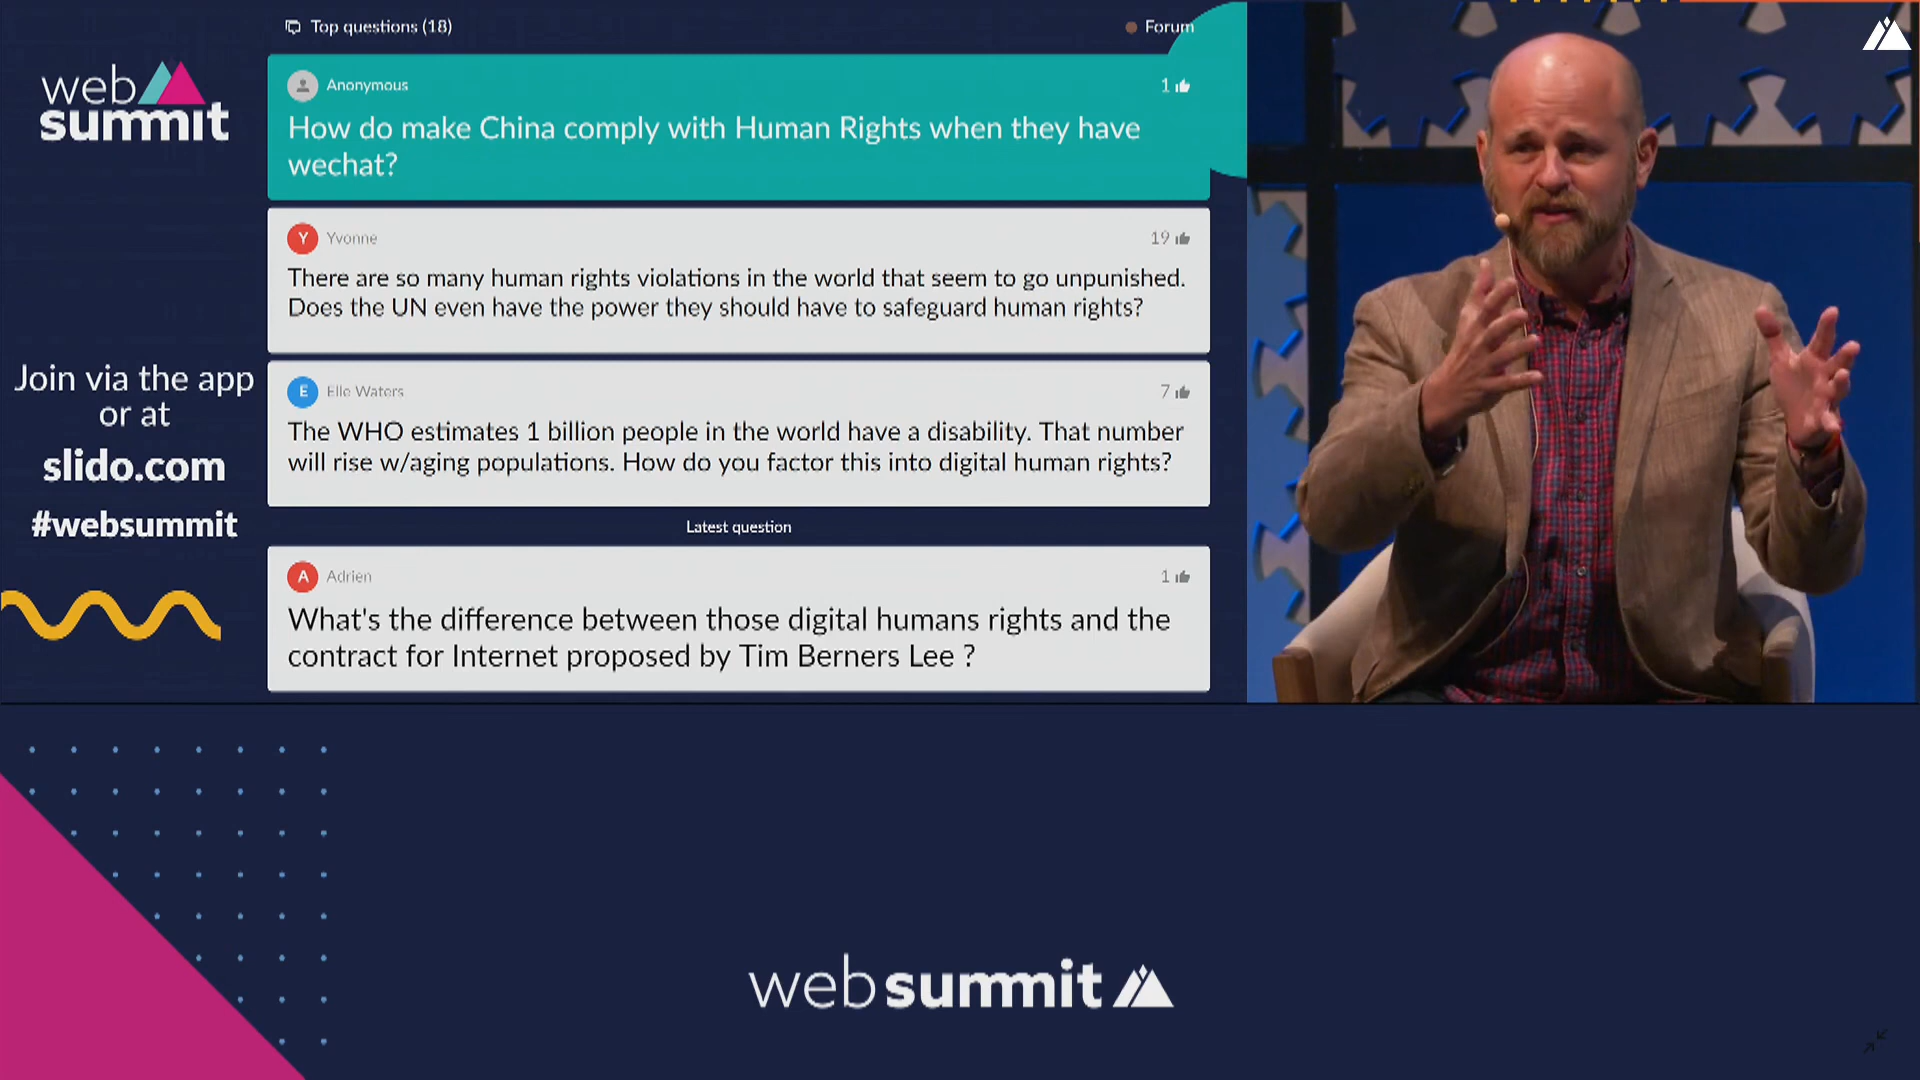 Top questions (18)
Forum
web
summit
Anonymous
1
How do make China comply with Human Rights when they have
wechat?
Y
Yvonne
19
There are so many human rights violations in the world that seem to go unpunished.
Does the UN even have the power they should have to safeguard human rights?
Join via the app
or at
slido.com
#websummit
E
Elle Waters
7
The WHO estimates 1 billion people in the world have a disability. That number
will rise w/aging populations. How do you factor this into digital human rights?
Latest question
A
Adrien
1
What's the difference between those digital humans rights and the
contract for Internet proposed by Tim Berners Lee ?
web summit